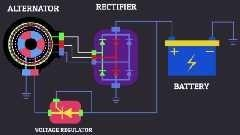 ALTERNATOR
RECTIFIER
BATTERY
VOLTAGE REGULATOR